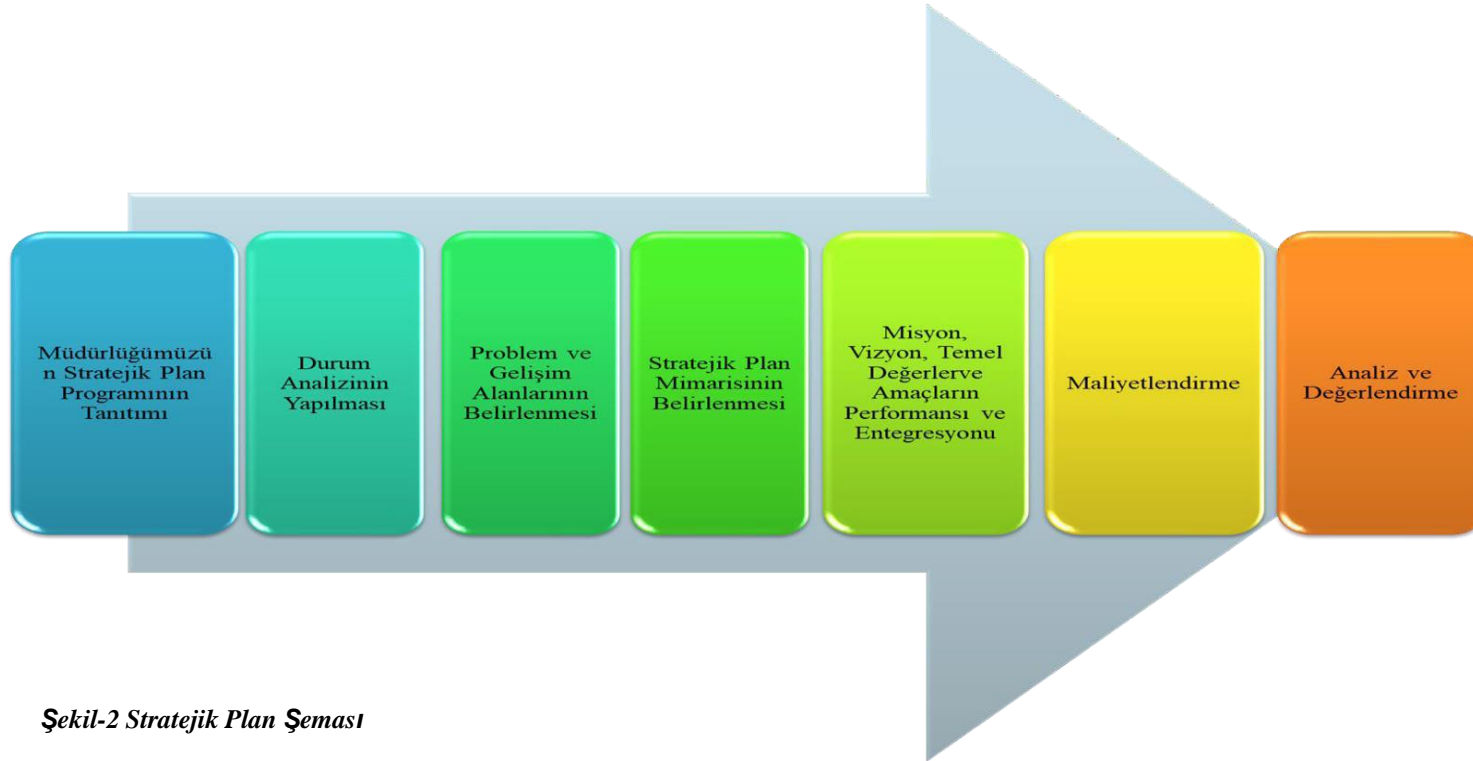 Müdürlüğümüzü
n Stratejik Plan
Programının
Tanıtımı
Durum
Analizinin
Yapılması
Problem ve
Gelişim
Alanlarının
Belirlenmesi
Stratejik Plan
Mimarisinin
Belirlenmesi
Misyon,
Vizyon, Temel
Değerlerve
Amaçların
Performansı ve
Entegresyonu
Maliyetlendirme
Analiz ve
Değerlendirme
Şekil-2 Stratejik Plan Şeması